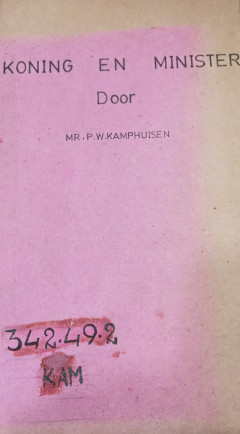 KONING EN MINISTER
Door
MR. P.W. KAMPHUISEN
342.49.2
KAM